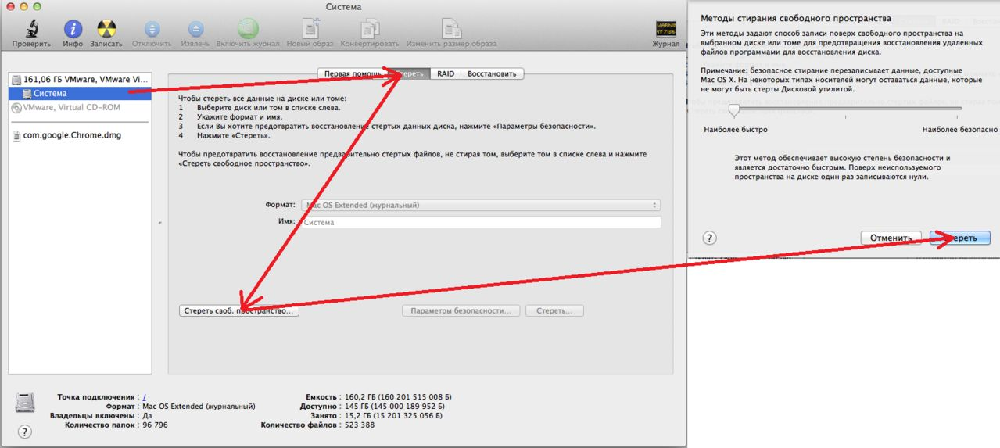 Система
Проверить
Инфо
Записать
Отключить
Извлечь
Включить журнал
Новый образ
Конвертировать
Изменить размер образа
Журнал
161,06 ГБ VMware, VMware Vi...
Система
VMware, Virtual CD-ROM
com.google.Chrome.dmg
Первая помощь
RAID
Восстановить
Чтобы стереть все данные на диске или томе:
1 Выберите диск или том в списке слева.
2 Укажите формат и имя.
3 Если Вы хотите предотвратить восстановление стертых данных диска, нажмите «Параметры безопасности».
4 Нажмите «Стереть».
Чтобы предотвратить восстановление предварительно стертых файлов, не стирая том, выберите том в списке слева и нажмите
«Стереть свободное пространство».
Формат:
Mac OS Extended (журнальный)
Имя:
Система
Стереть своб. пространство...
Параметры безопасности...
Стереть...
Точка подключения : /
Формат : Mac OS Extended (журнальный)
Владельцы включены : Да
Количество папок : 96 796
Емкость : 160,2 ГБ (160 201 515 008 Б)
Доступно : 145 ГБ (145 000 189 952 Б)
Занято : 15,2 ГБ (15 201 325 056 Б)
Количество файлов : 523 388
?
Методы стирания свободного пространства
Эти методы задают способ записи поверх свободного пространства на
выбранном диске или томе для предотвращения восстановления удаленных
файлов программами для восстановления диска.
Примечание: безопасное стирание перезаписывает данные, доступные
Mac OS X. На некоторых типах носителей могут оставаться данные, которые
не могут быть стерты Дисковой утилитой.
Наиболее быстро
Наиболее безопасно
Этот метод обеспечивает высокую степень безопасности и
является достаточно быстрым. Поверх неиспользуемого
пространства на диске один раз записываются нули.
?
Отменить